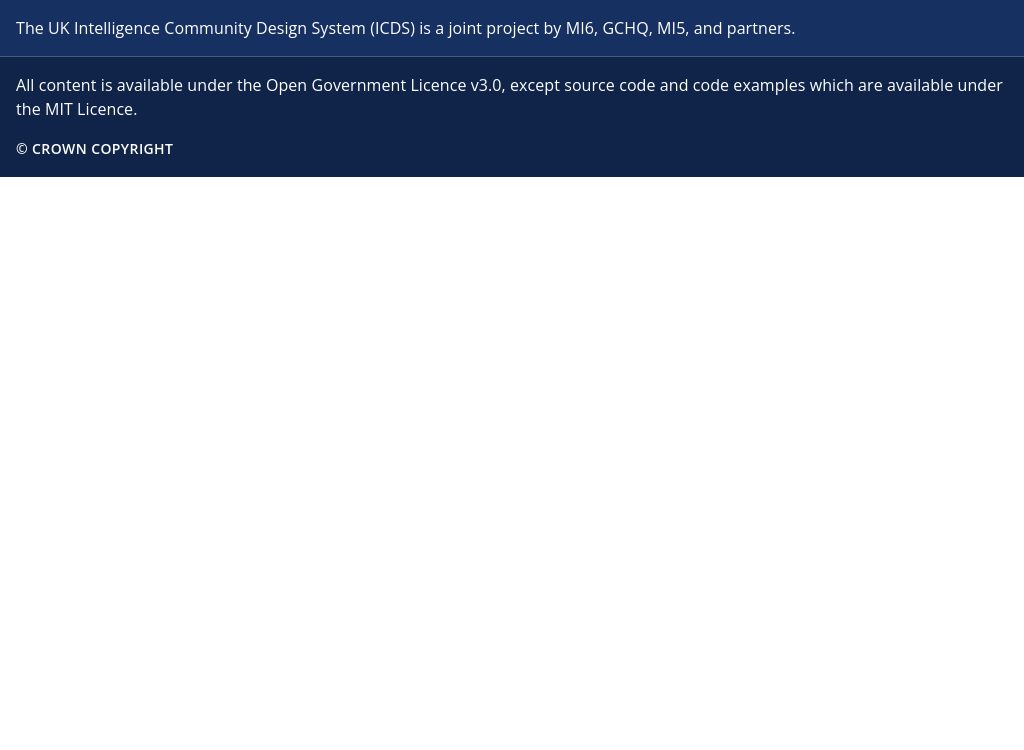 The UK Intelligence Community Design System (ICDS) is a joint project by MI6, GCHQ, MI5, and partners.
All content is available under the Open Government Licence v3.0, except source code and code examples which are available under
the MIT Licence.
© CROWN COPYRIGHT